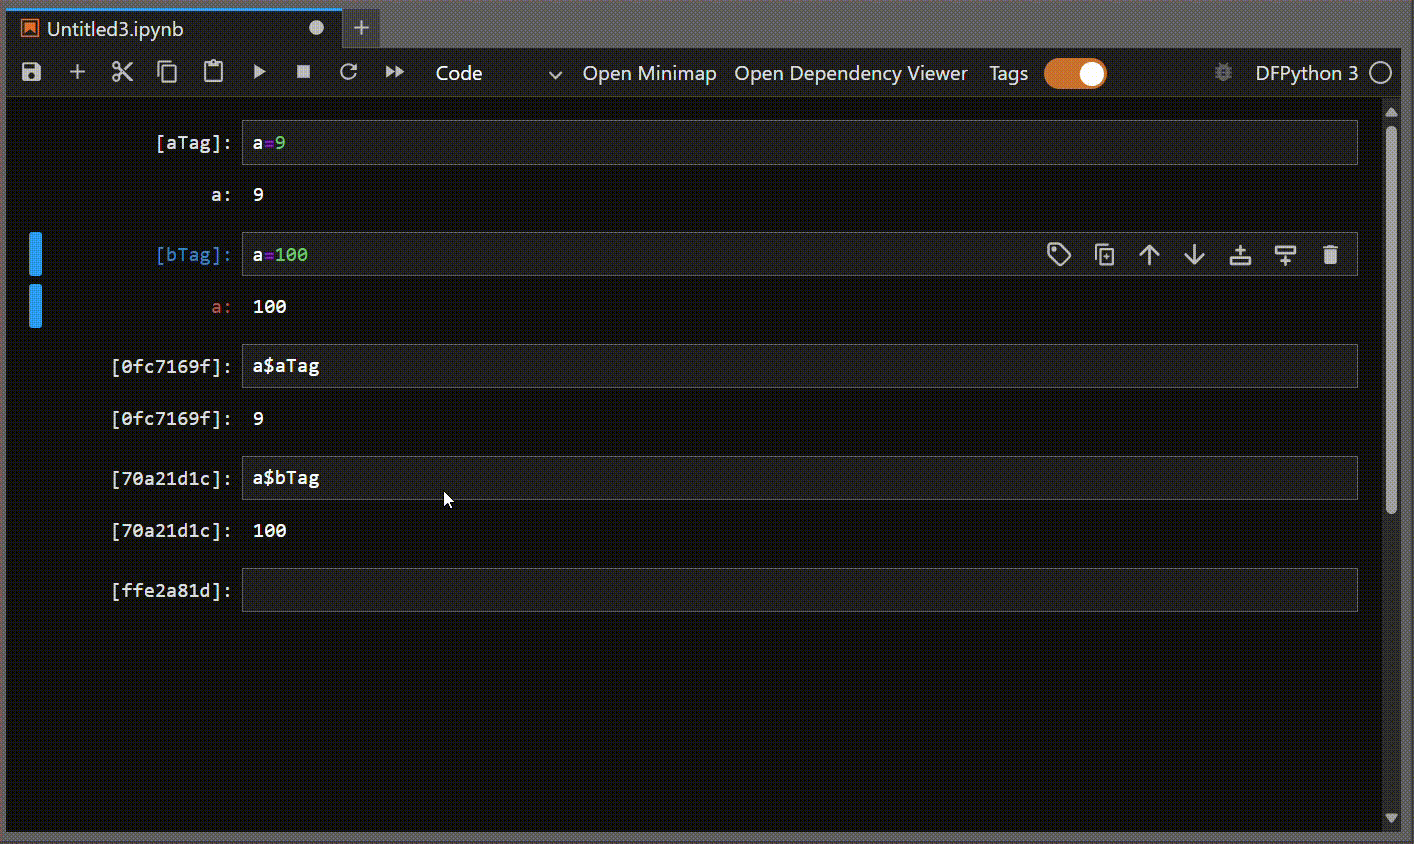 Untitled3.ipynb
Code Open Minimap Open Dependency Viewer Tags DFPython 3
[aTag]: a=9
a: 9
[bTag]: a=100
a: 100
[0fc7169f]: a$aTag
[0fc7169f]: 9
[70a21d1c]: a$bTag
[70a21d1c]: 100
[ffe2a81d]: